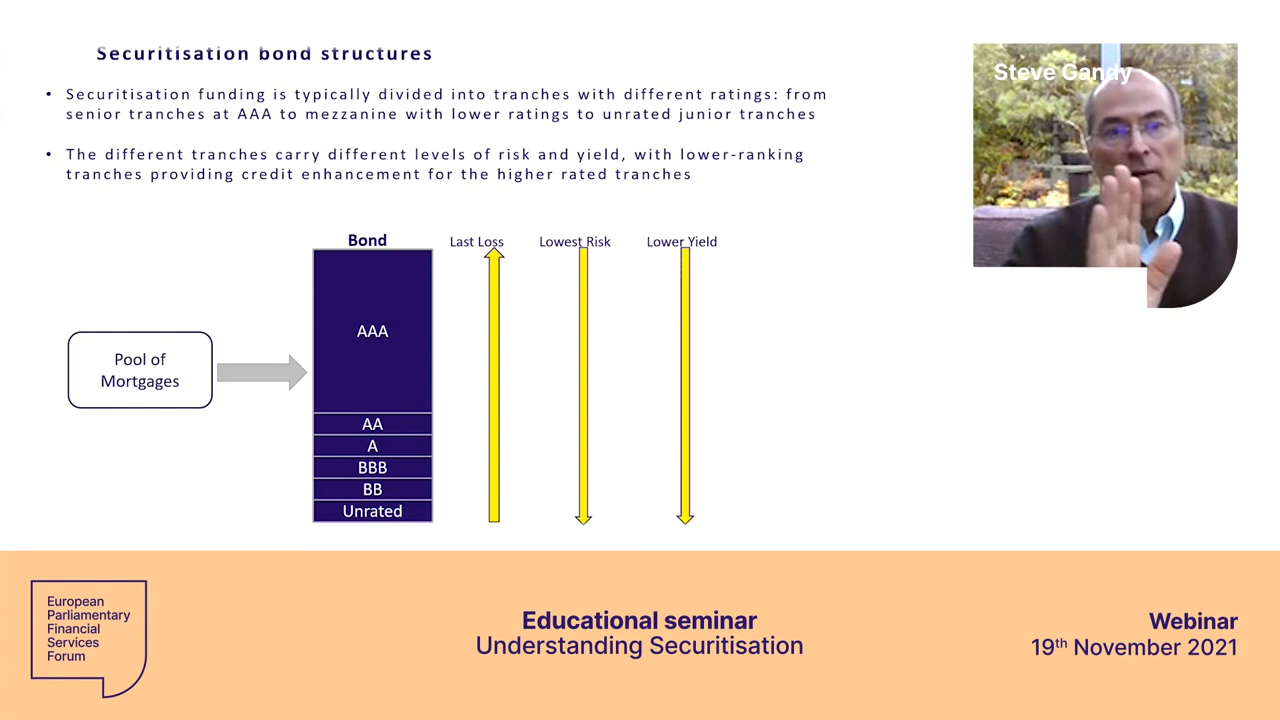 Securitisation bond structures
• Securitisation funding is typically divided into tranches with different ratings: from
senior tranches at AAA to mezzanine with lower ratings to unrated junior tranches
• The different tranches carry different levels of risk and yield, with lower-ranking
tranches providing credit enhancement for the higher rated tranches
Steve Gandy
Bond
Last Loss
Lowest Risk
Lower Yield
Pool of
Mortgages
AAA
AA
A
BBB
BB
Unrated
European
Parliamentary
Financial
Services
Forum
Educational seminar
Understanding Securitisation
Webinar
19th November 2021